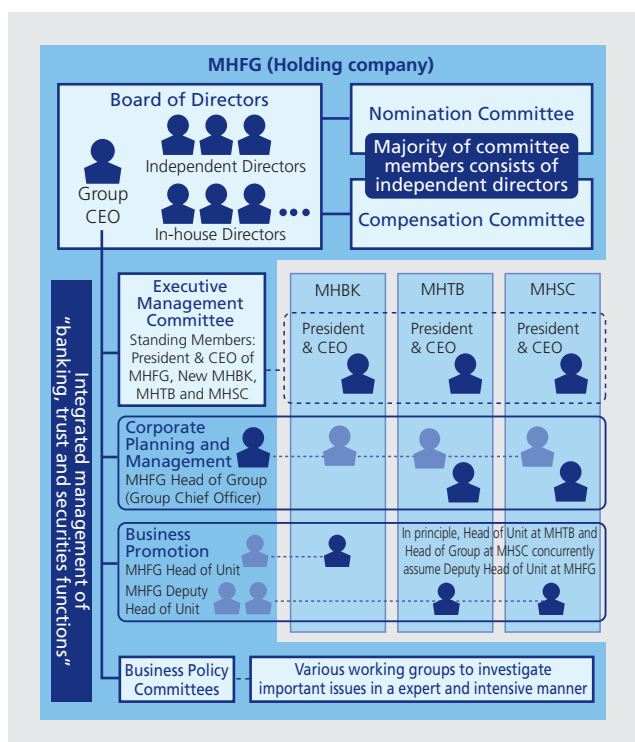 MHFG (Holding company)
Board of Directors
Independent Directors
Group
CEO
In-house Directors
Nomination Committee
Majority of committee
members consists of
independent directors
Compensation Committee
"banking, trust and securities functions"
Integrated management of
Executive
Management
Committee
Standing Members:
President & CEO of
MHFG, New MHBK,
MHTB and MHSC
MHBK
MHTB
MHSC
President
& CEO
President
& CEO
President
& CEO
Corporate
Planning and
Management
MHFG Head of Group
(Group Chief Officer)
Business
Promotion
MHFG Head of Unit
MHFG Deputy
Head of Unit
In principle, Head of Unit at MHTB and
Head of Group at MHSC concurrently
assume Deputy Head of Unit at MHFG
Business Policy
Committees
Various working groups to investigate
important issues in a expert and intensive manner